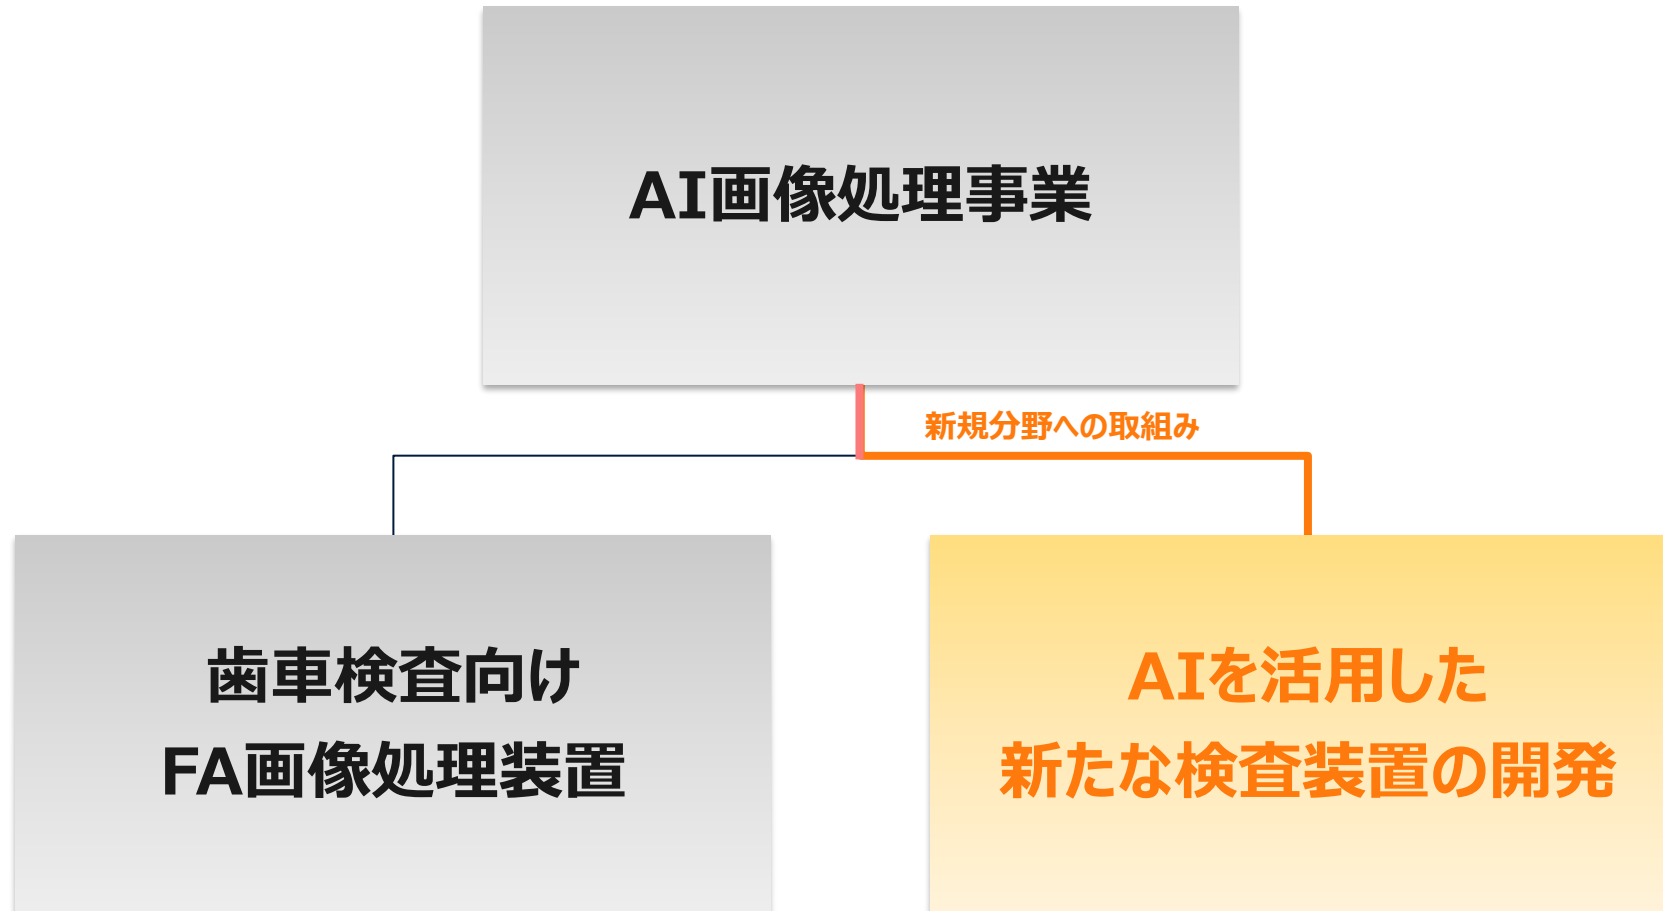 AI画像処理事業
新規分野への取組み
歯車検査向け
FA画像処理装置
AIを活用した
新たな検査装置の開発